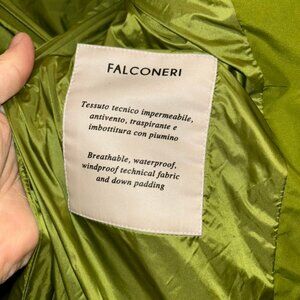 FALCONERI
Tessuto tecnico impermeabile,
antivento, traspirante e
imbottitura con piumino
Breathable, waterproof,
windproof technical fabric
and down padding